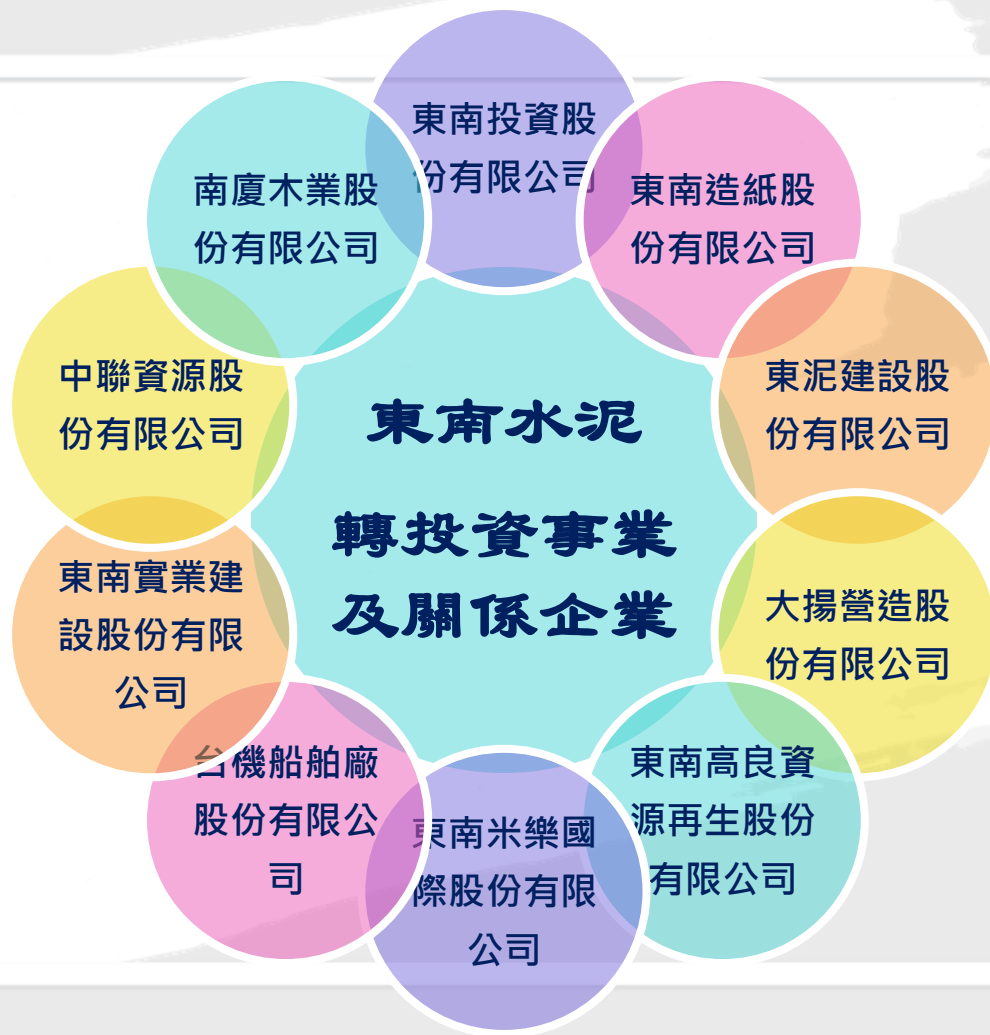 東南投資股
份有限公司
東南造紙股
份有限公司
東泥建設股
份有限公司
大揚營造股
份有限公司
東南高良資
源再生股份
有限公司
東南米樂國
際股份有限
公司
台機船舶廠
股份有限公
司
東南實業建
設股份有限
公司
中聯資源股
份有限公司
南廈木業股
份有限公司
東南水泥
轉投資事業
及關係企業